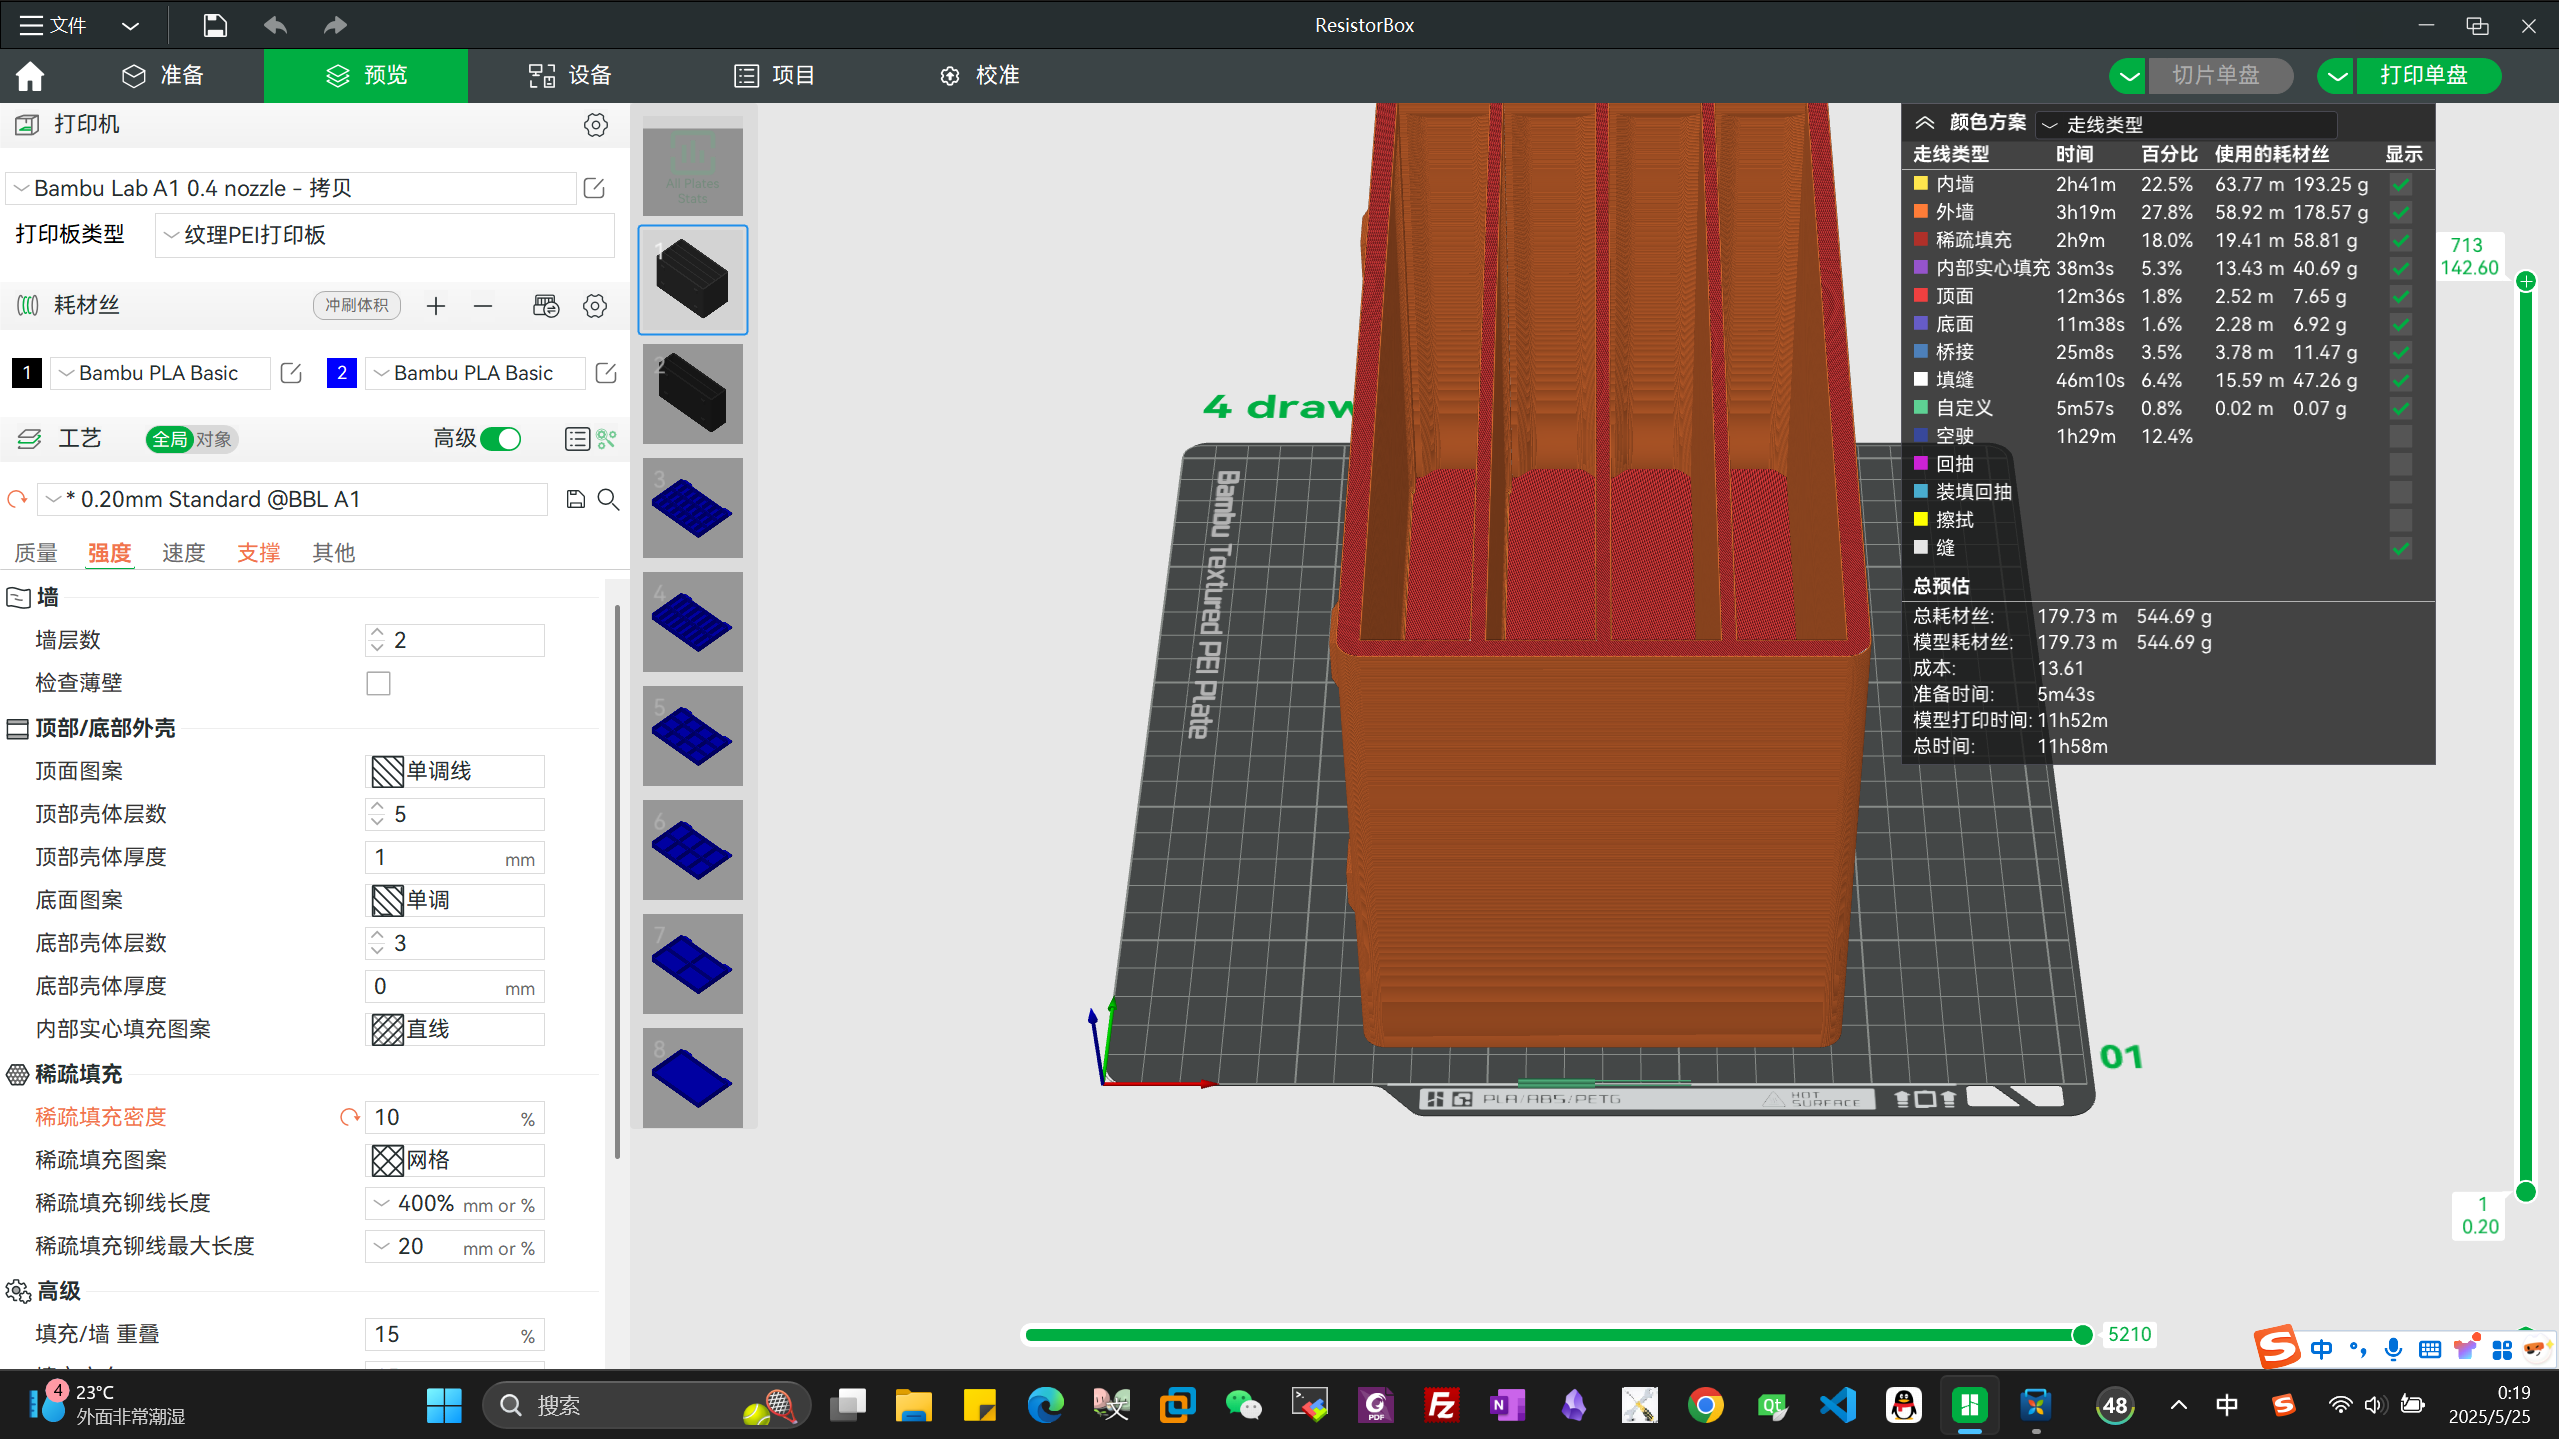 文件
ResistorBox
准备
预览
设备
项目
校准
切片单盘
打印单盘
打印机
Bambu Lab A1 0.4 nozzle - 拷贝
打印板类型
纹理PEI打印板
耗材丝
冲刷体积
1
Bambu PLA Basic
2
Bambu PLA Basic
工艺
全局
对象
高级
* 0.20mm Standard @BBL A1
质量
强度
速度
支撑
其他
墙
墙层数 2
检查薄壁
顶部/底部外壳
顶面图案 单调线
顶部壳体层数 5
顶部壳体厚度 1 mm
底面图案 单调
底部壳体层数 3
底部壳体厚度 0 mm
内部实心填充图案 直线
稀疏填充
稀疏填充密度 10 %
稀疏填充图案 网格
稀疏填充铆线长度 400% mm or %
稀疏填充铆线最大长度 20 mm or %
高级
填充/墙 重叠 15 %
All Plates
Stats
1
2
3
4
5
6
7
8
4 draw
Bambu Textured PEI Plate
01
PLA/ABS/PETG
HOT
SURFACE
颜色方案
走线类型
走线类型 时间 百分比 使用的耗材丝 显示
内墙 2h41m 22.5% 63.77 m 193.25 g
外墙 3h19m 27.8% 58.92 m 178.57 g
稀疏填充 2h9m 18.0% 19.41 m 58.81 g
内部实心填充 38m3s 5.3% 13.43 m 40.69 g
顶面 12m36s 1.8% 2.52 m 7.65 g
底面 11m38s 1.6% 2.28 m 6.92 g
桥接 25m8s 3.5% 3.78 m 11.47 g
填缝 46m10s 6.4% 15.59 m 47.26 g
自定义 5m57s 0.8% 0.02 m 0.07 g
空驶 1h29m 12.4%
回抽
装填回抽
擦拭
缝
总预估
总耗材丝: 179.73 m 544.69 g
模型耗材丝: 179.73 m 544.69 g
成本: 13.61
准备时间: 5m43s
模型打印时间: 11h52m
总时间: 11h58m
713
142.60
1
0.20
5210
中
4
23°C
外面非常潮湿
搜索
48
中
0:19
2025/5/25